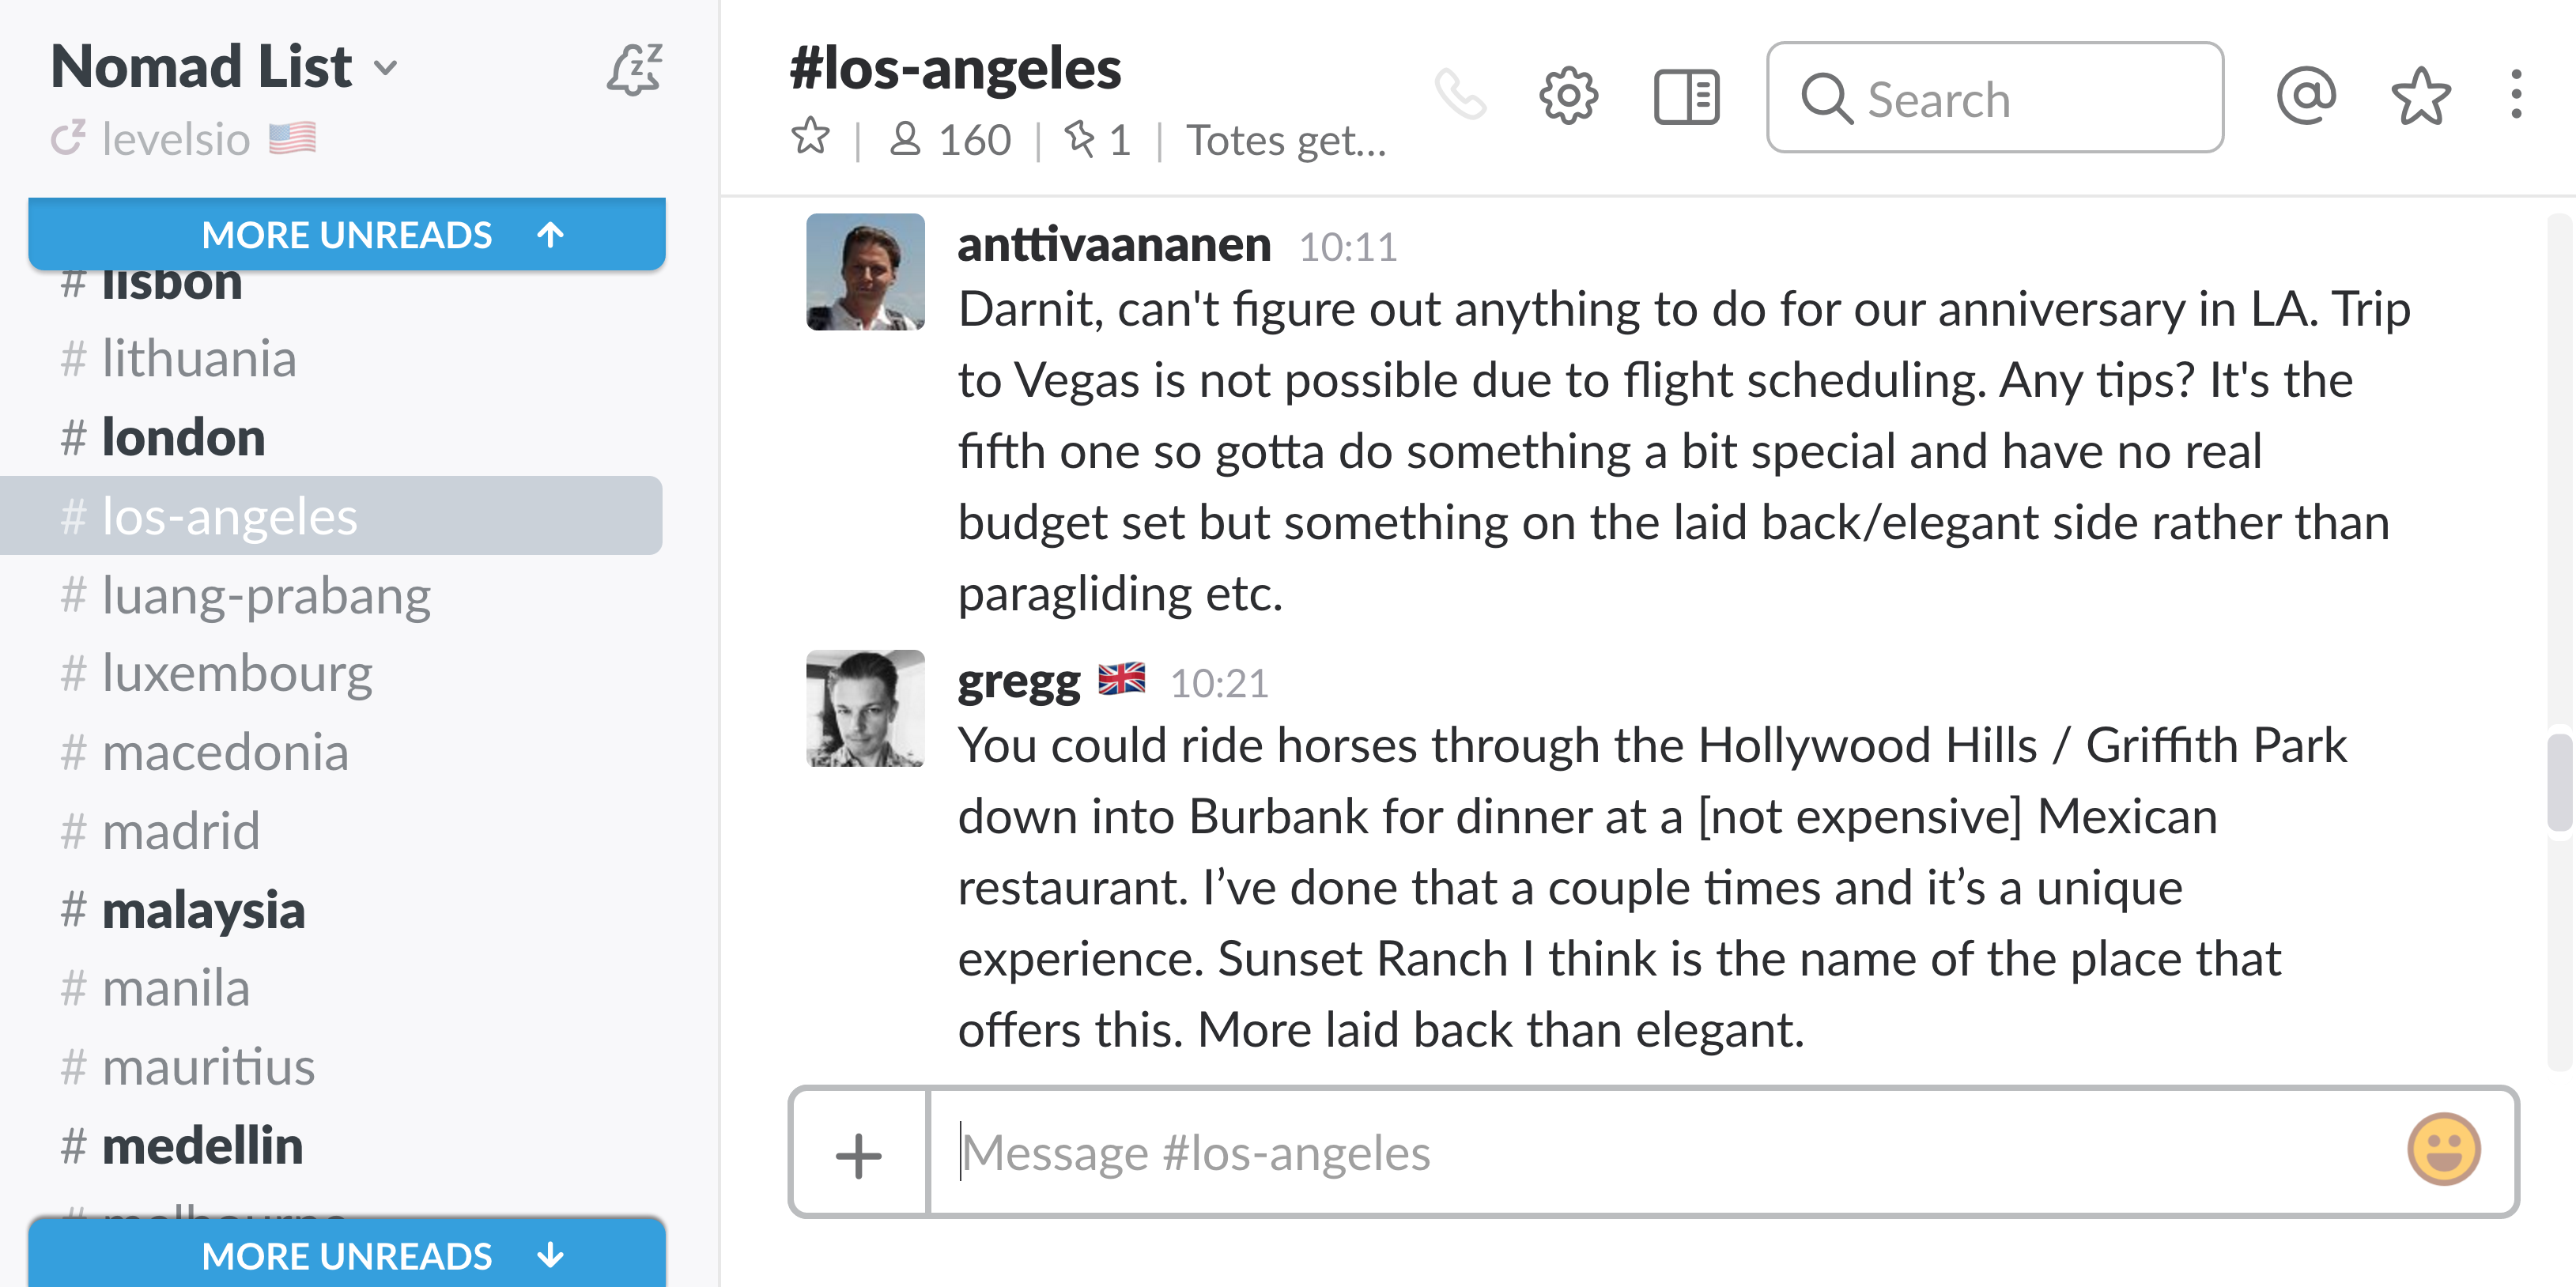 Nomad List
levelsio
MORE UNREADS
# lisbon
# lithuania
# london
# los-angeles
# luang-prabang
# luxembourg
# macedonia
# madrid
# malaysia
# manila
# mauritius
# medellin
# melbourne
MORE UNREADS
#los-angeles
160 | 1 | Totes get...
Search
anttivaananen 10:11
Darnit, can't figure out anything to do for our anniversary in LA. Trip
to Vegas is not possible due to flight scheduling. Any tips? It's the
fifth one so gotta do something a bit special and have no real
budget set but something on the laid back/elegant side rather than
paragliding etc.
gregg 10:21
You could ride horses through the Hollywood Hills / Griffith Park
down into Burbank for dinner at a [not expensive] Mexican
restaurant. I’ve done that a couple times and it’s a unique
experience. Sunset Ranch I think is the name of the place that
offers this. More laid back than elegant.
Message #los-angeles